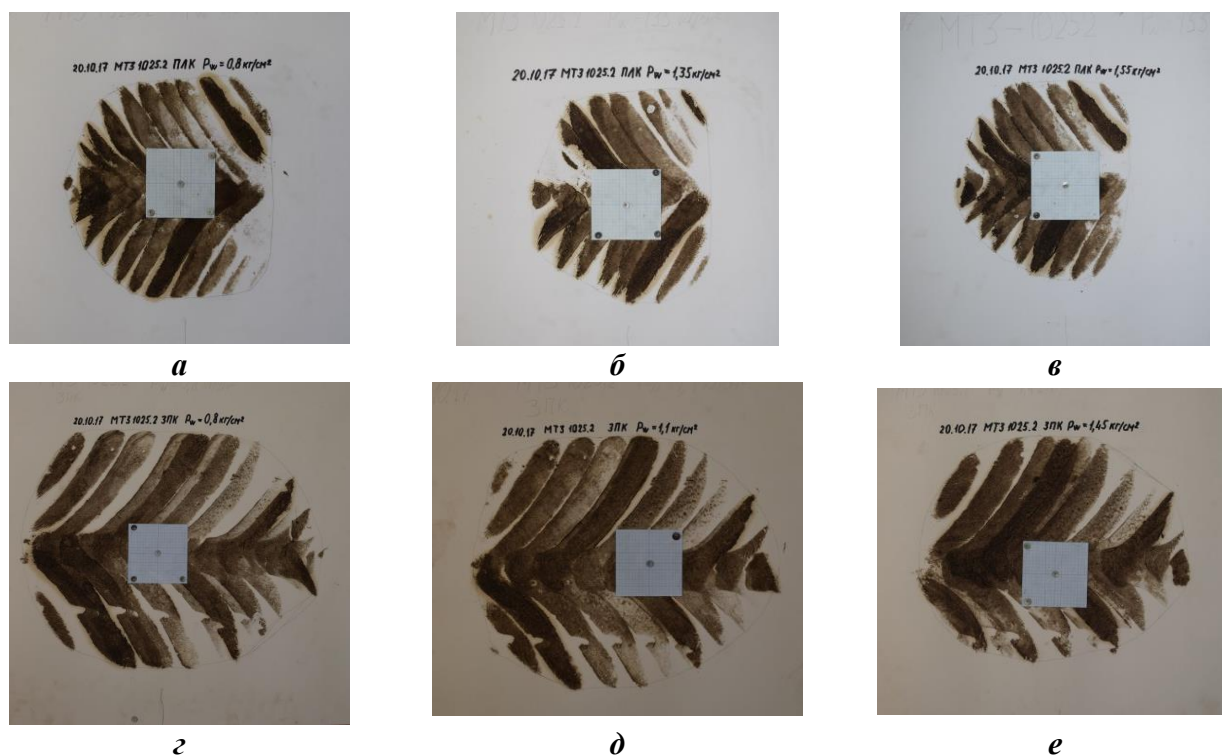 МТЗ-10252
20.10.17 МТЗ 1025.2 ПЛК Pw=0,8 кг/см²
20.10.17 МТЗ 1025.2 ПЛК Pw=1,35 кг/см²
20.10.17 МТЗ 1025.2 ПЛК Pw=1,55 кг/см²
а
б
в
ЗПК
20.10.17 МТЗ 1025.2 ЗПК Pw=0,8 кг/см²
20.10.17 МТЗ 1025.2 ЗПК Pw=1,1 кг/см²
20.10.17 МТЗ 1025.2 ЗПК Pw=1,45 кг/см²
г
д
е